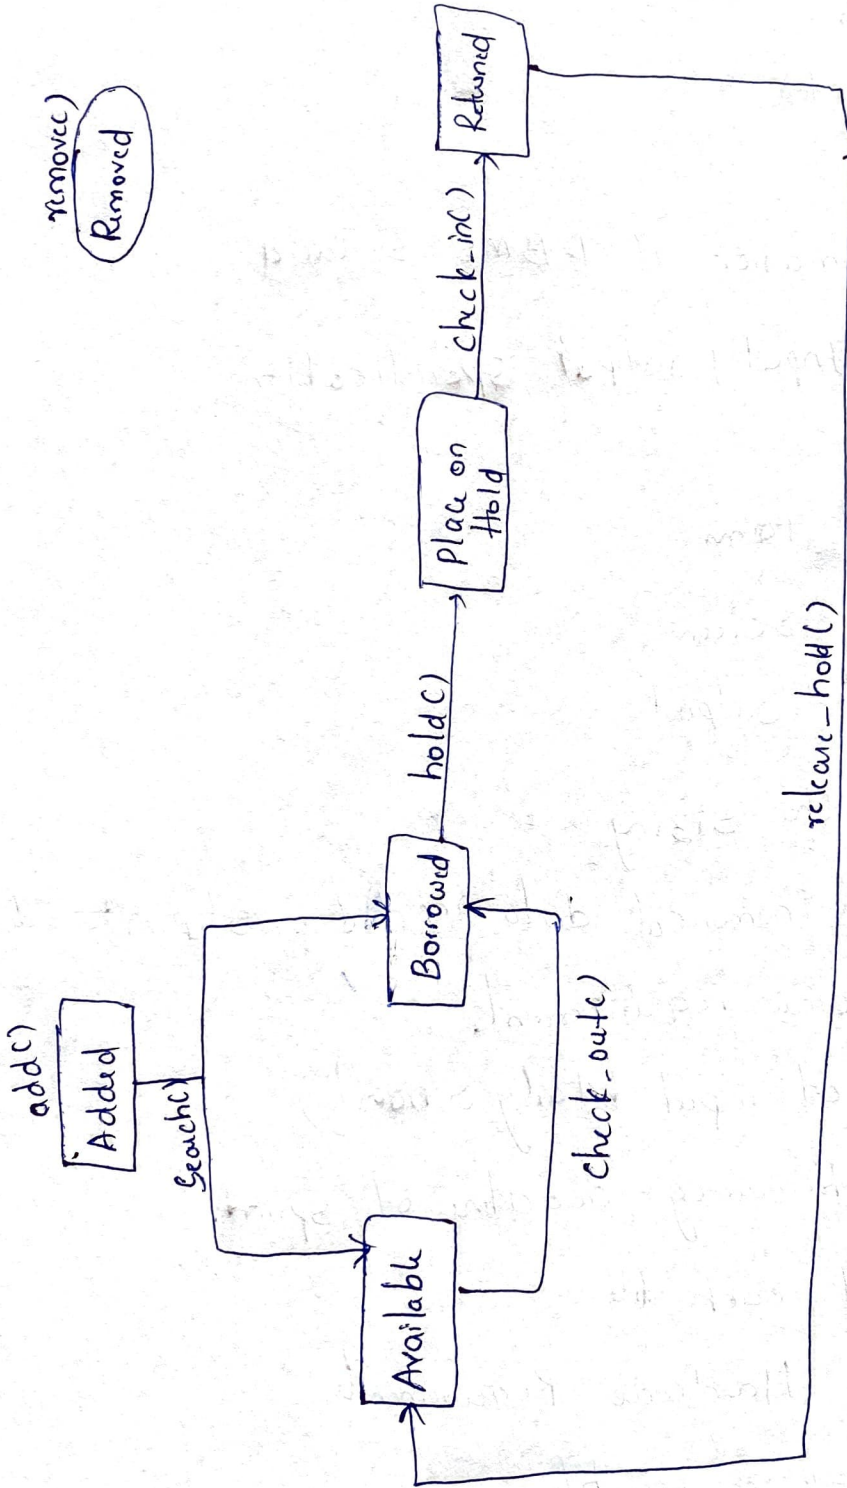 add()
Added
Search()
Available
Borrowed
check_out()
hold()
Place on
Hold
check_in()
Returned
release_hold()
remove()
Removed